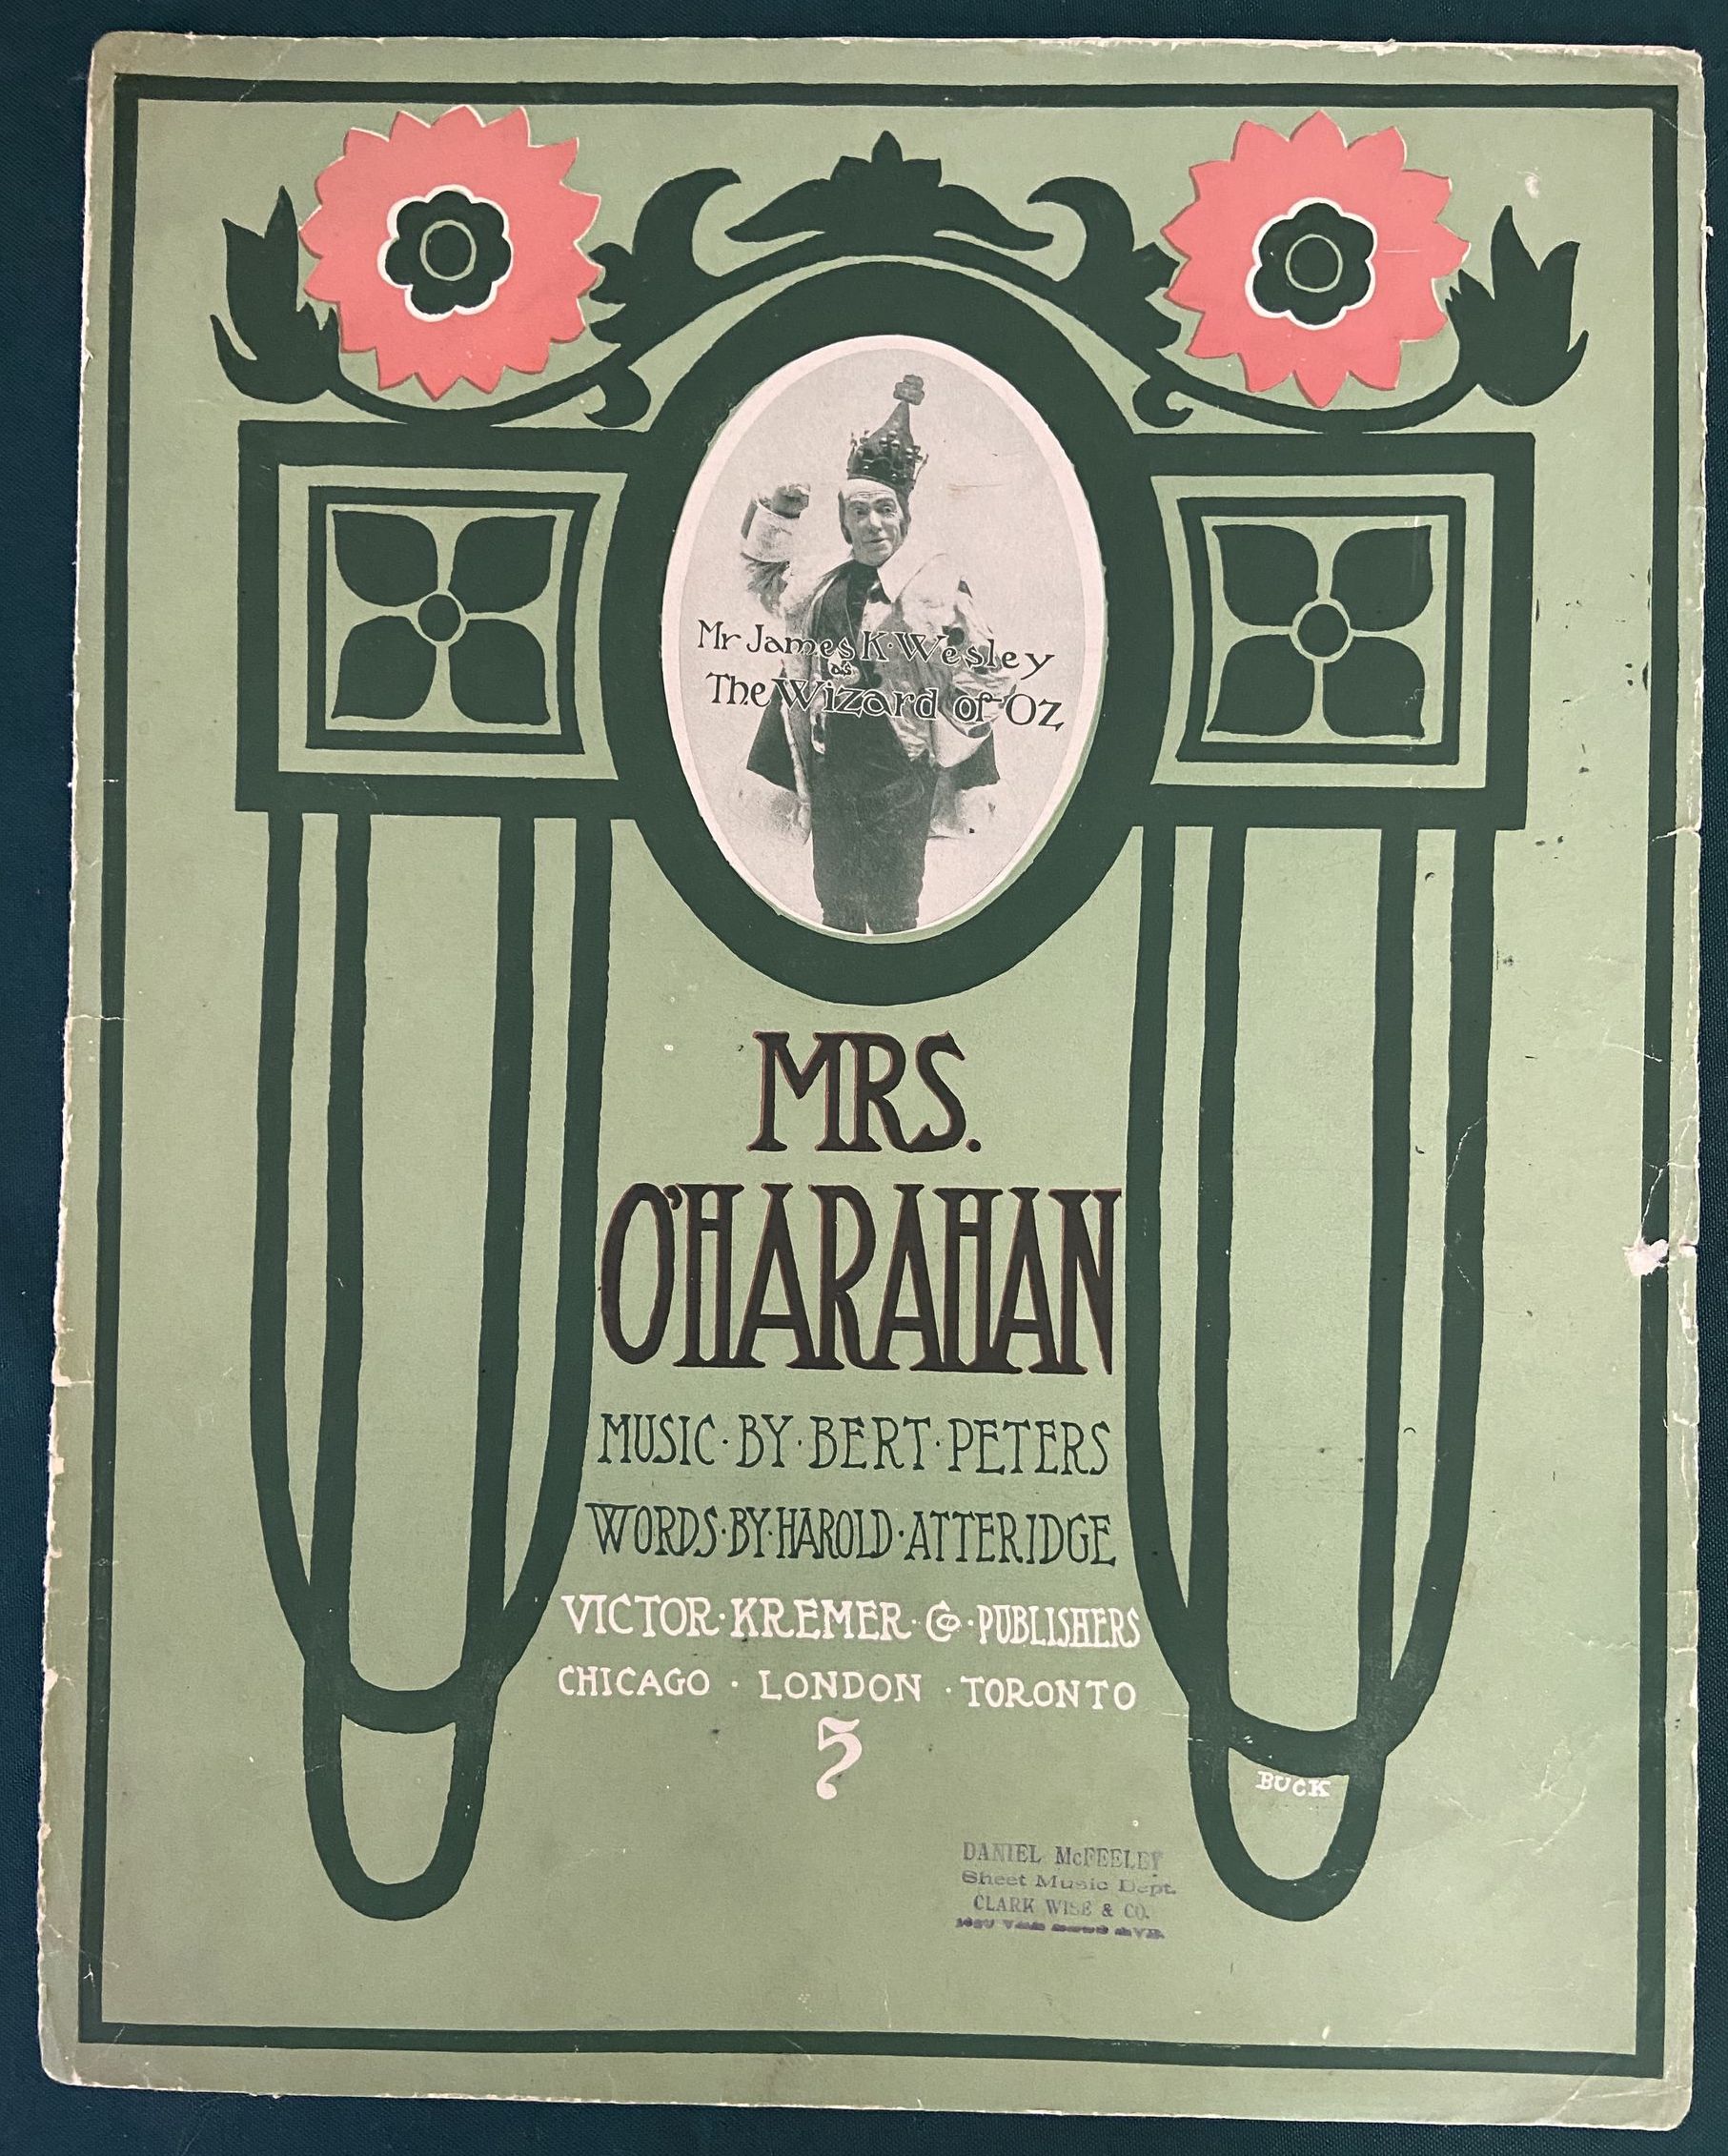 Mr James K. Wesley
as
The Wizard of Oz
MRS.
O'HARAHAN
MUSIC·BY·BERT·PETERS
WORDS·BY·HAROLD·ATTERIDGE
VICTOR·KREMER·Co·PUBLISHERS
CHICAGO · LONDON · TORONTO
5
BUCK
DANIEL McFEELEY
Sheet Music Dept.
CLARK WISE & CO.